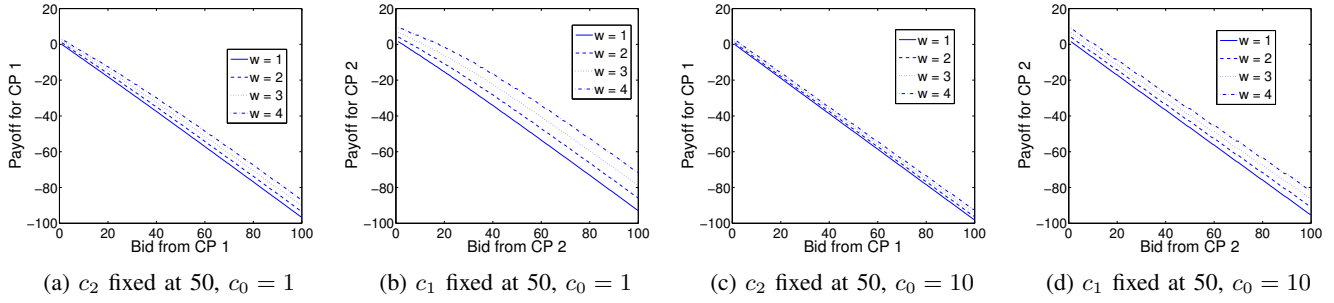 20
0
−20
−40
−60
−80
−100
Payoff for CP 1
w = 1
w = 2
w = 3
w = 4
0 20 40 60 80 100
Bid from CP 1
(a) c₂ fixed at 50, c₀ = 1
20
0
−20
−40
−60
−80
−100
Payoff for CP 2
w = 1
w = 2
w = 3
w = 4
0 20 40 60 80 100
Bid from CP 2
(b) c₁ fixed at 50, c₀ = 1
20
0
−20
−40
−60
−80
−100
Payoff for CP 1
w = 1
w = 2
w = 3
w = 4
0 20 40 60 80 100
Bid from CP 1
(c) c₂ fixed at 50, c₀ = 10
20
0
−20
−40
−60
−80
−100
Payoff for CP 2
w = 1
w = 2
w = 3
w = 4
0 20 40 60 80 100
Bid from CP 2
(d) c₁ fixed at 50, c₀ = 10